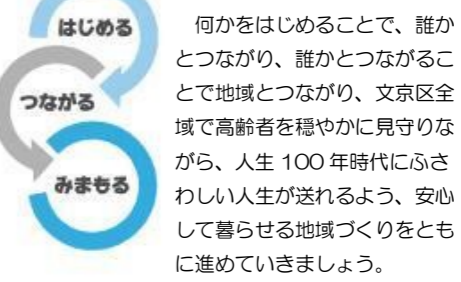 はじめる
つながる
みまもる
何かをはじめることで、誰か
とつながり、誰かとつながるこ
とで地域とつながり、文京区全
域で高齢者を穏やかに見守りな
がら、人生 100 年時代にふさ
わしい人生が送れるよう、安心
して暮らせる地域づくりをとも
に進めていきましょう。